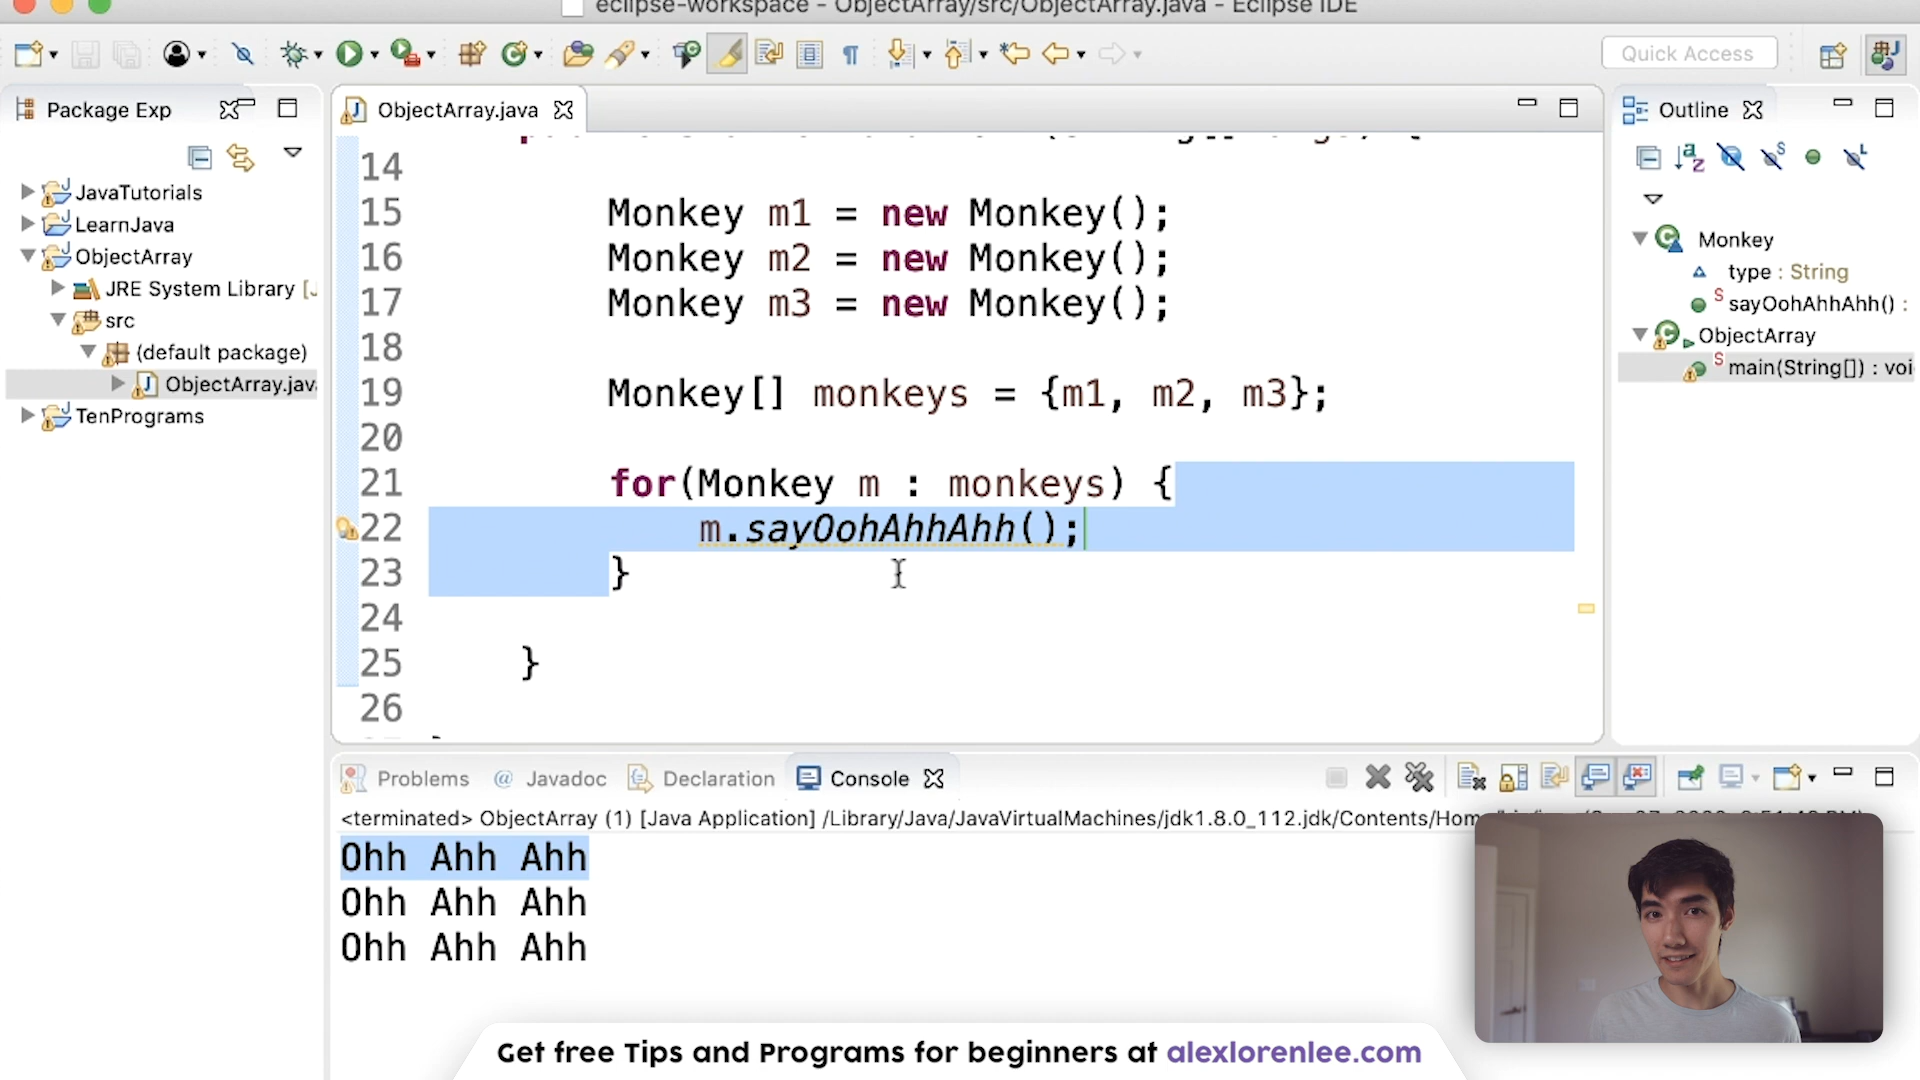 eclipse-workspace - ObjectArray/src/ObjectArray.java - Eclipse IDE
Quick Access
Package Exp
JavaTutorials
LearnJava
ObjectArray
JRE System Library [J
src
(default package)
ObjectArray.java
TenPrograms
ObjectArray.java
14
15 Monkey m1 = new Monkey();
16 Monkey m2 = new Monkey();
17 Monkey m3 = new Monkey();
18
19 Monkey[] monkeys = {m1, m2, m3};
20
21 for(Monkey m : monkeys) {
22 m.sayOohAhhAhh();
23 }
24
25 }
26
Outline
Monkey
type : String
sayOohAhhAhh() :
ObjectArray
main(String[]) : voi
Problems @ Javadoc Declaration Console
<terminated> ObjectArray (1) [Java Application] /Library/Java/JavaVirtualMachines/jdk1.8.0_112.jdk/Contents/Hom
Ohh Ahh Ahh
Ohh Ahh Ahh
Ohh Ahh Ahh
Get free Tips and Programs for beginners at alexlorenlee.com